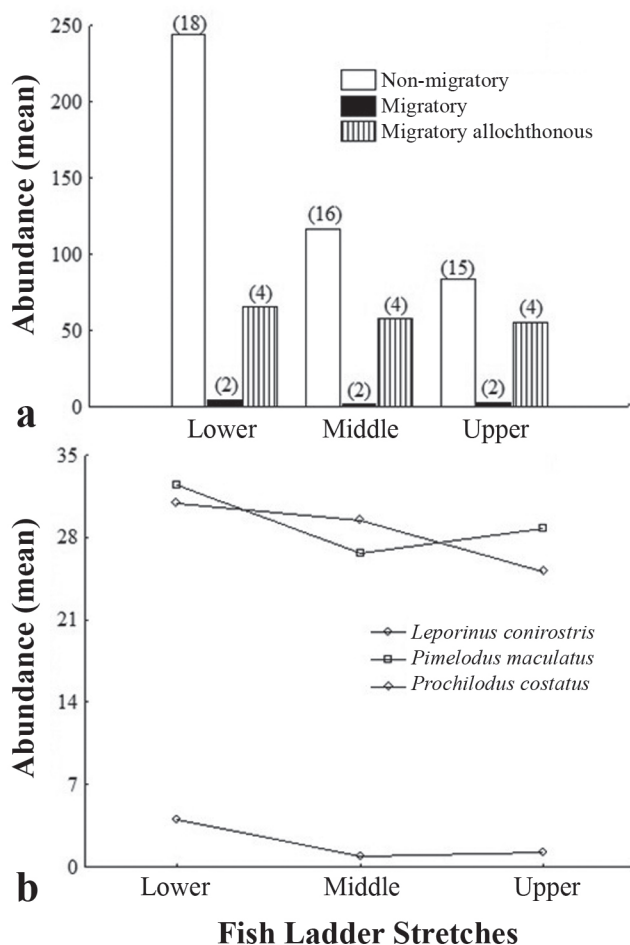 250
200
150
100
50
0
Abundance (mean)
(18)
(2)
(4)
(16)
(2)
(4)
(15)
(2)
(4)
Non-migratory
Migratory
Migratory allochthonous
Lower Middle Upper
a
35
28
21
14
7
0
Abundance (mean)
Leporinus conirostris
Pimelodus maculatus
Prochilodus costatus
Lower Middle Upper
b
Fish Ladder Stretches